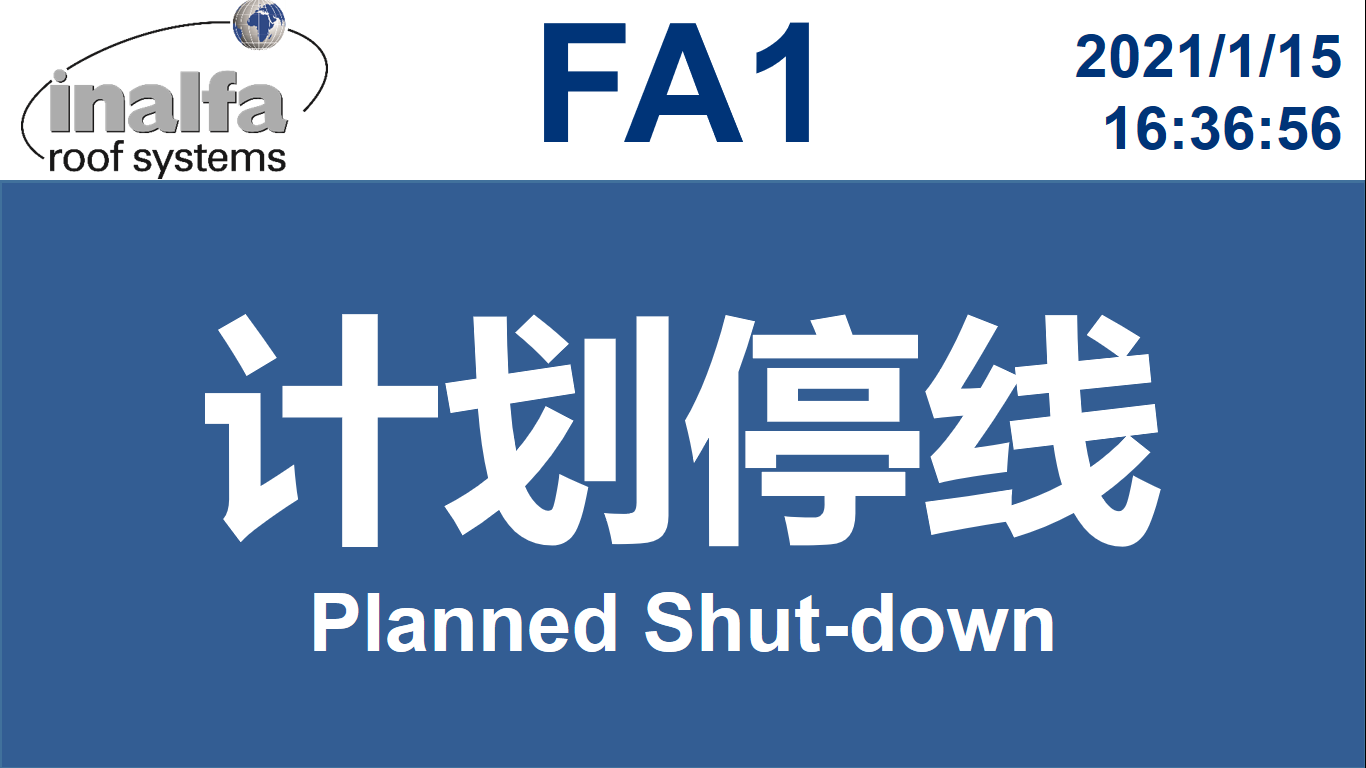 inalfa
roof systems
FA1
2021/1/15
16:36:56
计划停线
Planned Shut-down